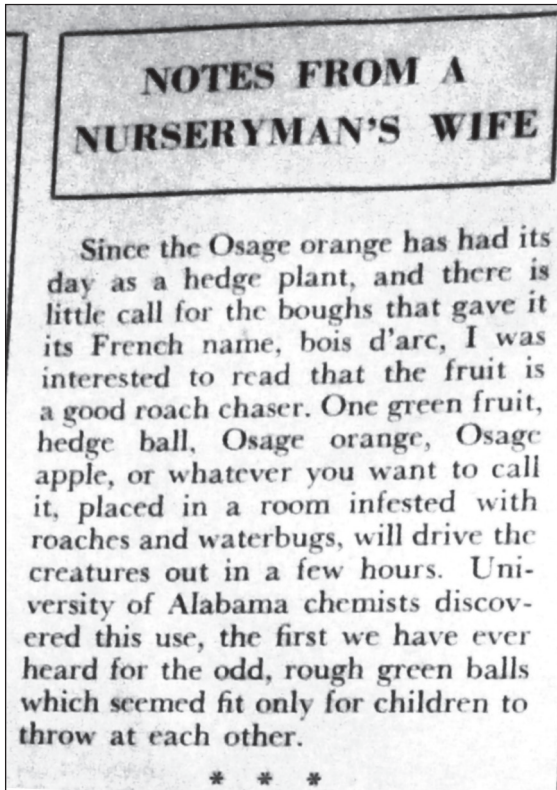 NOTES FROM A
NURSERYMAN'S WIFE
Since the Osage orange has had its
day as a hedge plant, and there is
little call for the boughs that gave it
its French name, bois d'arc, I was
interested to read that the fruit is
a good roach chaser. One green fruit,
hedge ball, Osage orange, Osage
apple, or whatever you want to call
it, placed in a room infested with
roaches and waterbugs, will drive the
creatures out in a few hours. Uni-
versity of Alabama chemists discov-
ered this use, the first we have ever
heard for the odd, rough green balls
which seemed fit only for children to
throw at each other.
* * *